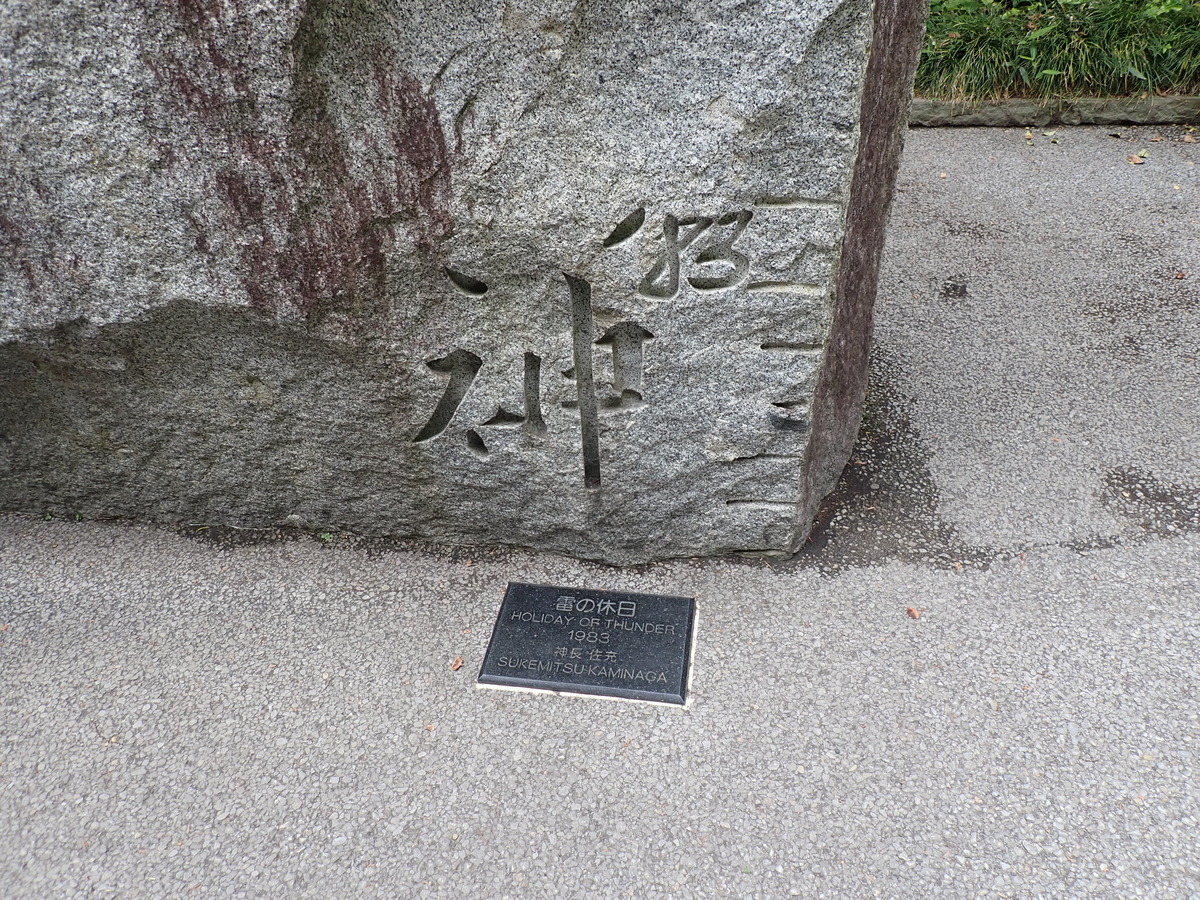 '83
神
雷の休日
HOLIDAY OF THUNDER
1983
神長 佐充
SUKEMITSU KAMINAGA